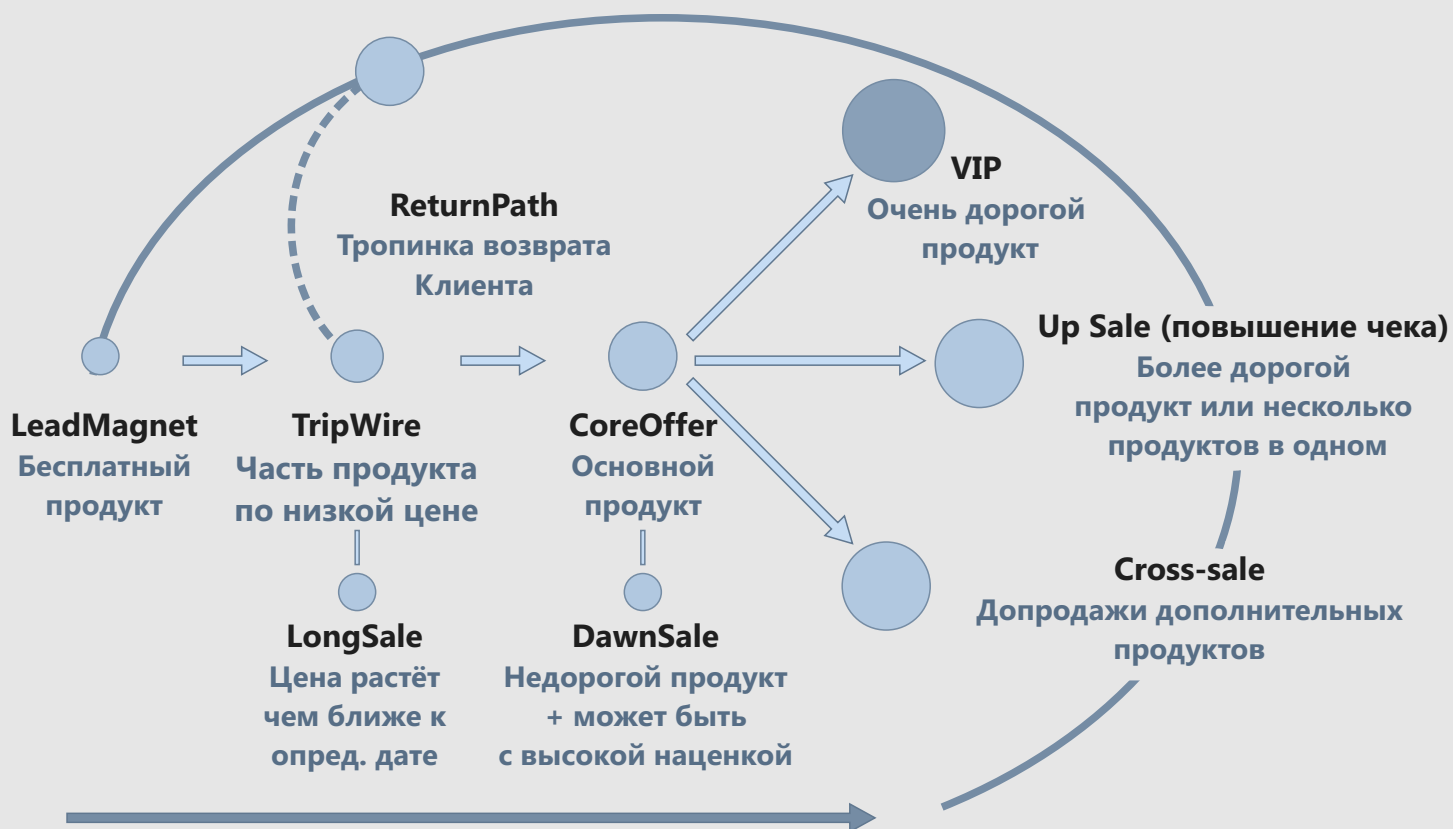 VIP
Очень дорогой
продукт
ReturnPath
Тропинка возврата
Клиента
Up Sale (повышение чека)
Более дорогой
продукт или несколько
продуктов в одном
LeadMagnet
Бесплатный
продукт
TripWire
Часть продукта
по низкой цене
CoreOffer
Основной
продукт
Cross-sale
Допродажи дополнительных
продуктов
LongSale
Цена растёт
чем ближе к
опред. дате
DawnSale
Недорогой продукт
+ может быть
с высокой наценкой